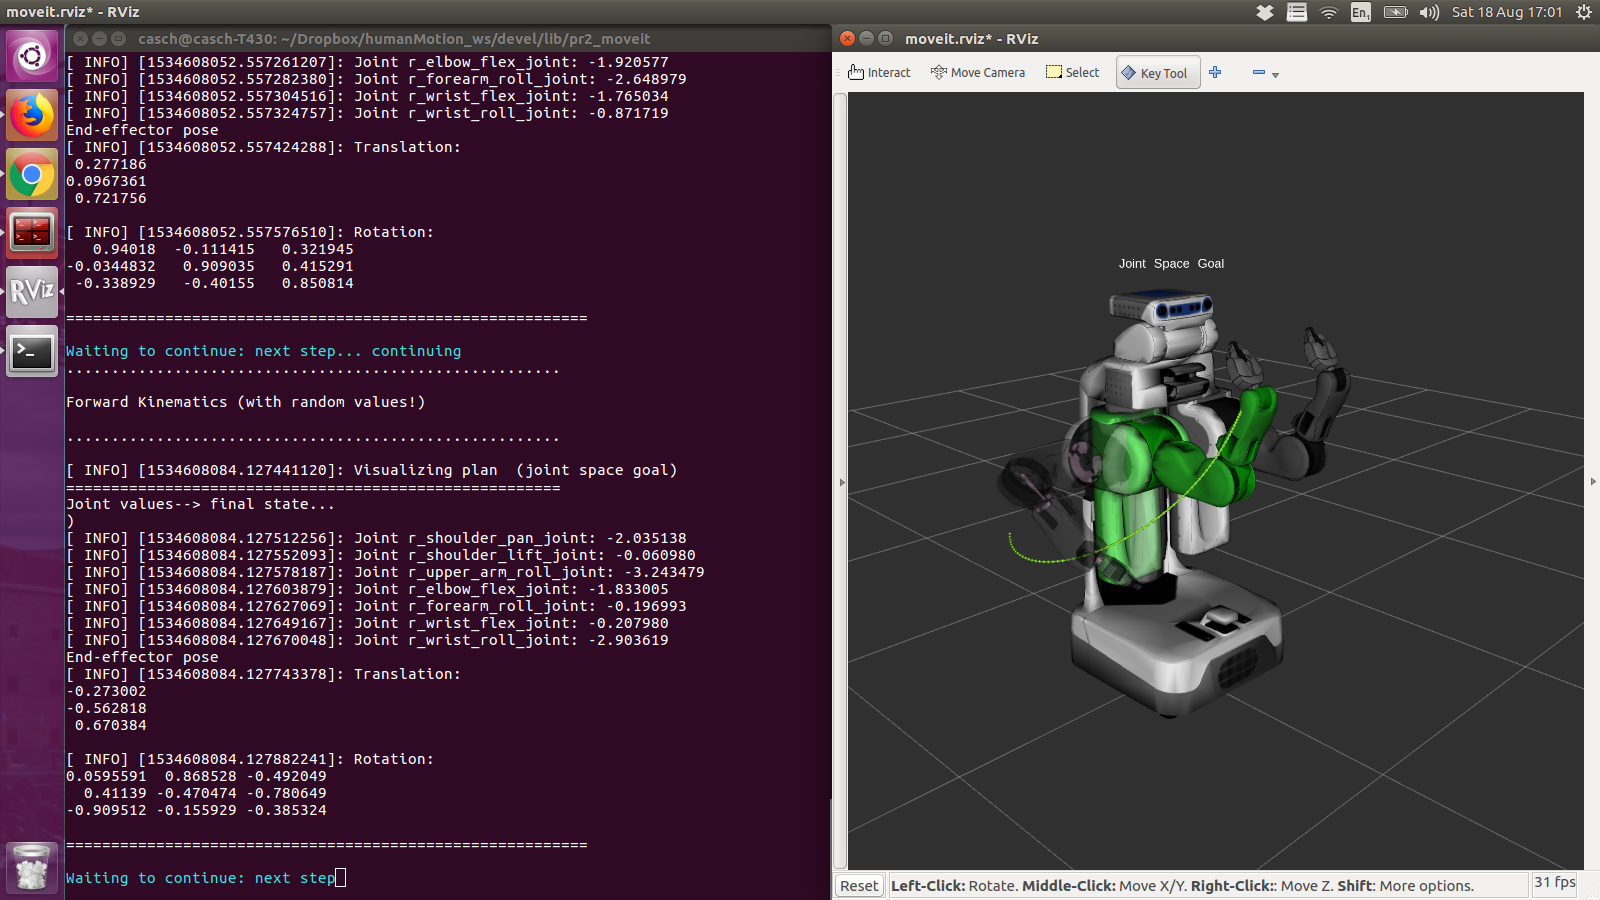 moveit.rviz* - RViz
En1
Sat 18 Aug 17:01
casch@casch-T430: ~/Dropbox/humanMotion_ws/devel/lib/pr2_moveit
[ INFO] [1534608052.557261207]: Joint r_elbow_flex_joint: -1.920577
[ INFO] [1534608052.557282380]: Joint r_forearm_roll_joint: -2.648979
[ INFO] [1534608052.557304516]: Joint r_wrist_flex_joint: -1.765034
[ INFO] [1534608052.557324757]: Joint r_wrist_roll_joint: -0.871719
End-effector pose
[ INFO] [1534608052.557424288]: Translation:
0.277186
0.0967361
0.721756
[ INFO] [1534608052.557576510]: Rotation:
0.94018 -0.111415 0.321945
-0.0344832 0.909035 0.415291
-0.338929 -0.40155 0.850814
==========================================================
Waiting to continue: next step... continuing
.......................................................
Forward Kinematics (with random values!)
.......................................................
[ INFO] [1534608084.127441120]: Visualizing plan (joint space goal)
=======================================================
Joint values--> final state...
)
[ INFO] [1534608084.127512256]: Joint r_shoulder_pan_joint: -2.035138
[ INFO] [1534608084.127552093]: Joint r_shoulder_lift_joint: -0.060980
[ INFO] [1534608084.127578187]: Joint r_upper_arm_roll_joint: -3.243479
[ INFO] [1534608084.127603879]: Joint r_elbow_flex_joint: -1.833005
[ INFO] [1534608084.127627069]: Joint r_forearm_roll_joint: -0.196993
[ INFO] [1534608084.127649167]: Joint r_wrist_flex_joint: -0.207980
[ INFO] [1534608084.127670048]: Joint r_wrist_roll_joint: -2.903619
End-effector pose
[ INFO] [1534608084.127743378]: Translation:
-0.273002
-0.562818
0.670384
[ INFO] [1534608084.127882241]: Rotation:
0.0595591 0.868528 -0.492049
0.41139 -0.470474 -0.780649
-0.909512 -0.155929 -0.385324
==========================================================
Waiting to continue: next step
RViz
moveit.rviz* - RViz
Interact Move Camera Select Key Tool
Joint Space Goal
Reset Left-Click: Rotate. Middle-Click: Move X/Y. Right-Click:: Move Z. Shift: More options. 31 fps